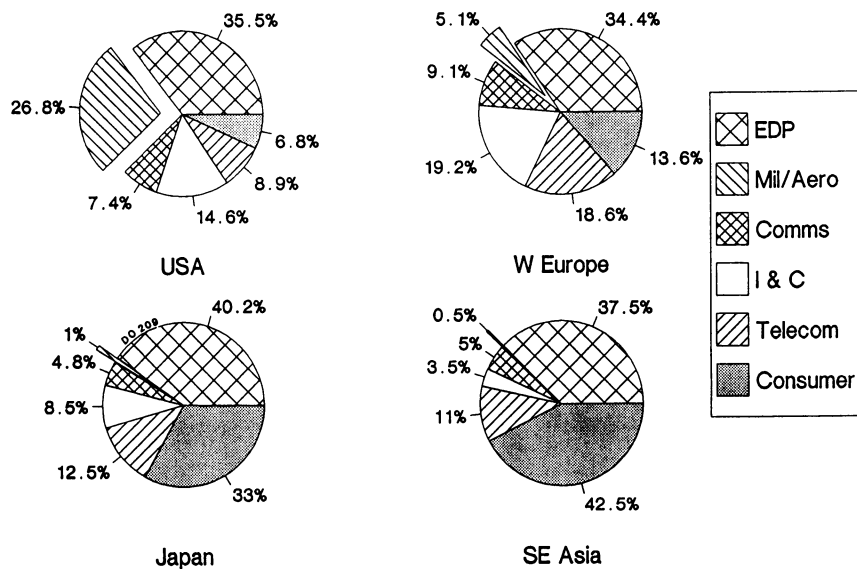 35.5%
26.8%
6.8%
8.9%
7.4%
14.6%
USA
5.1%
34.4%
9.1%
19.2%
13.6%
18.6%
W Europe
EDP
Mil/Aero
Comms
I & C
Telecom
Consumer
40.2%
DO 209
1%
4.8%
8.5%
12.5%
33%
Japan
37.5%
0.5%
5%
3.5%
11%
42.5%
SE Asia